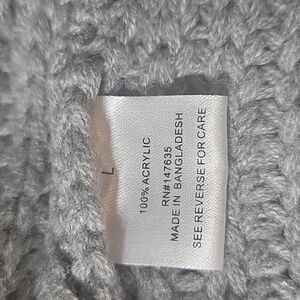 L
100% ACRYLIC
RN#147635
MADE IN BANGLADESH
SEE REVERSE FOR CARE